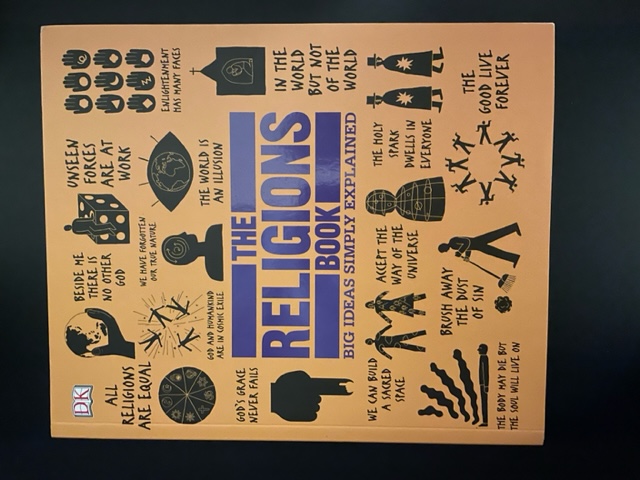 DK
ALL
RELIGIONS
ARE EQUAL
BESIDE ME
THERE IS
NO OTHER
GOD
UNSEEN
FORCES
ARE AT
WORK
ENLIGHTENMENT
HAS MANY FACES
GOD AND HUMANKIND
ARE IN COSMIC EXILE
WE HAVE FORGOTTEN
OUR TRUE NATURE
THE WORLD IS
AN ILLUSION
GOD'S GRACE
NEVER FAILS
THE
RELIGIONS
BOOK
BIG IDEAS SIMPLY EXPLAINED
IN THE
WORLD
BUT NOT
OF THE
WORLD
WE CAN BUILD
A SACRED
SPACE
ACCEPT THE
WAY OF THE
UNIVERSE
THE HOLY
SPARK
DWELLS IN
EVERYONE
THE BODY MAY DIE BUT
THE SOUL WILL LIVE ON
BRUSH AWAY
THE DUST
OF SIN
THE
GOOD LIVE
FOREVER